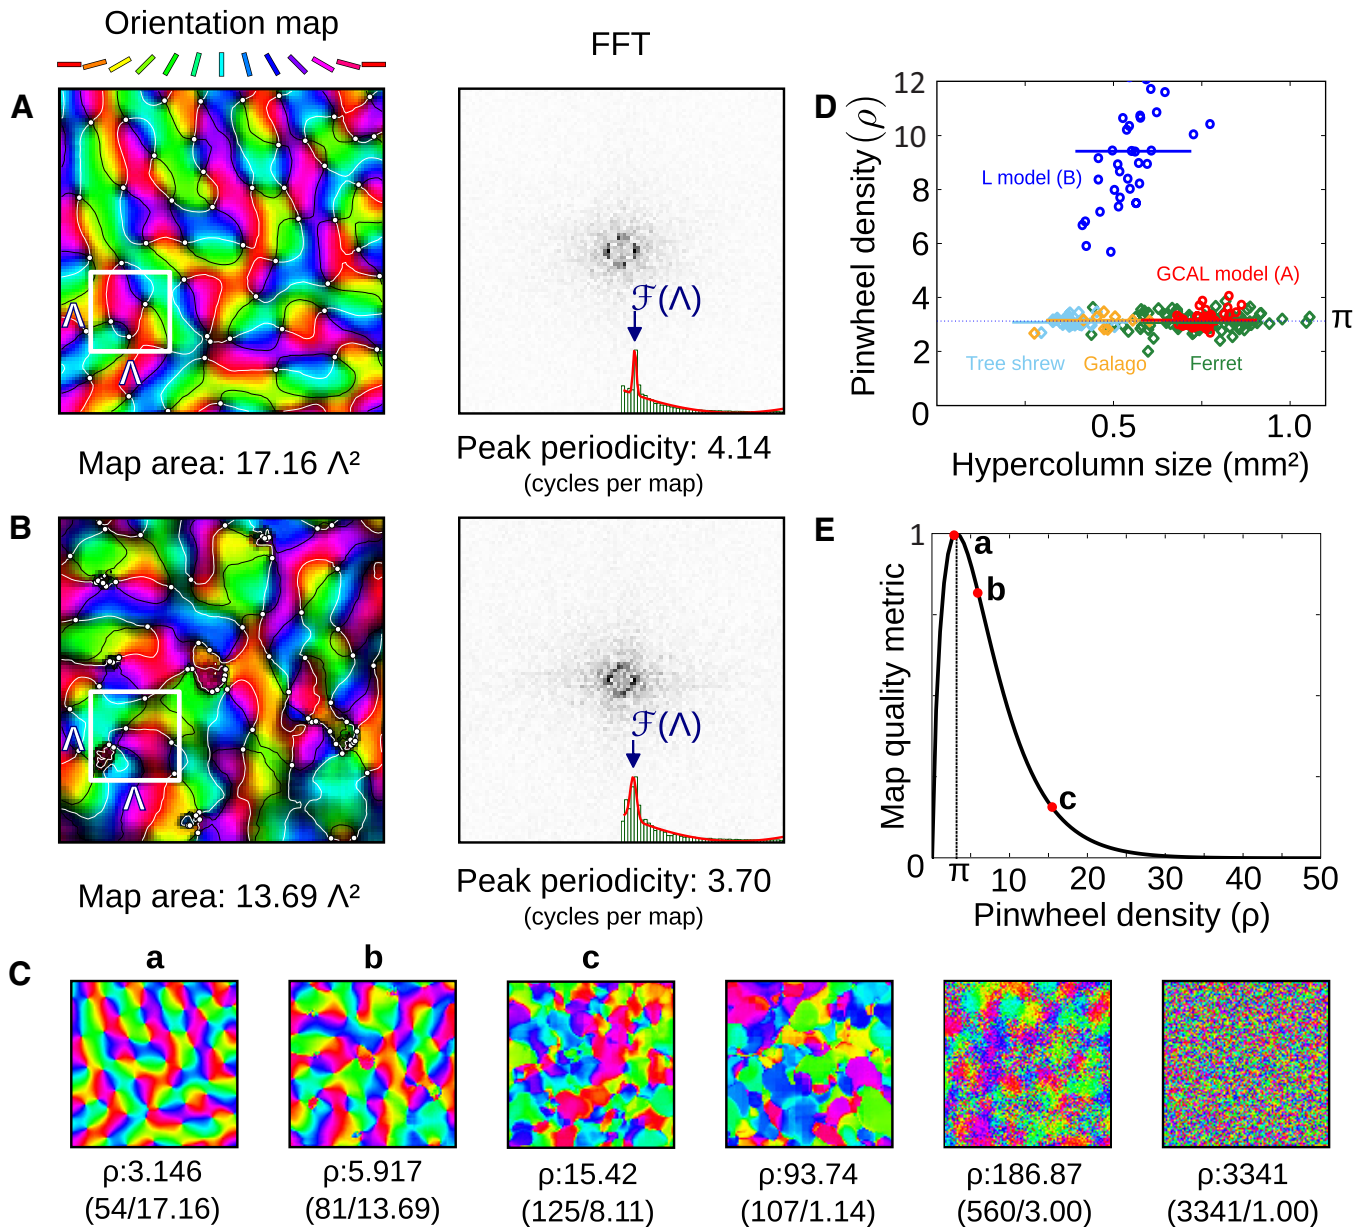 Orientation map
FFT
A
Λ
Λ
Map area: 17.16 Λ²
ℱ(Λ)
Peak periodicity: 4.14
(cycles per map)
B
Λ
Λ
Map area: 13.69 Λ²
ℱ(Λ)
Peak periodicity: 3.70
(cycles per map)
D
Pinwheel density (ρ)
12
10
8
6
4
2
0
L model (B)
GCAL model (A)
π
Tree shrew
Galago
Ferret
0.5
1.0
Hypercolumn size (mm²)
E
Map quality metric
1
0
a
b
c
π
10
20
30
40
50
Pinwheel density (ρ)
C
a
b
c
ρ:3.146
(54/17.16)
ρ:5.917
(81/13.69)
ρ:15.42
(125/8.11)
ρ:93.74
(107/1.14)
ρ:186.87
(560/3.00)
ρ:3341
(3341/1.00)